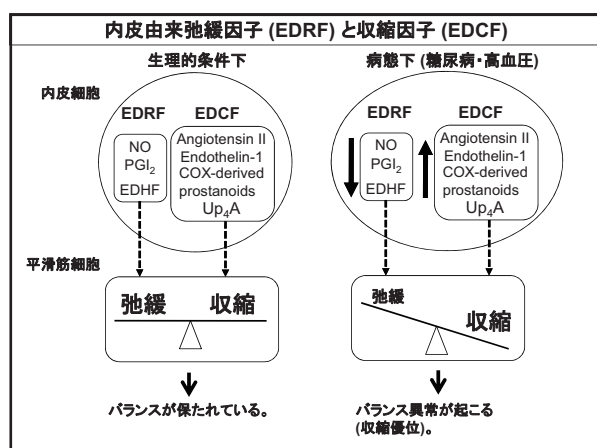 内皮由来弛緩因子 (EDRF) と収縮因子 (EDCF)
生理的条件下
内皮細胞
EDRF
EDCF
NO
PGI₂
EDHF
Angiotensin II
Endothelin-1
COX-derived
prostanoids
Up₄A
平滑筋細胞
弛緩
収縮
バランスが保たれている。
病態下 (糖尿病・高血圧)
EDRF
EDCF
NO
PGI₂
EDHF
Angiotensin II
Endothelin-1
COX-derived
prostanoids
Up₄A
弛緩
収縮
バランス異常が起こる
(収縮優位)。